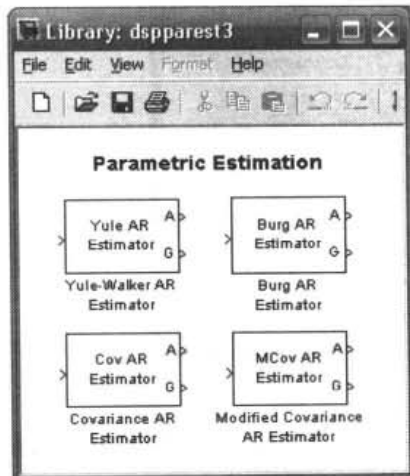 Library: dspparest3
File Edit View Format Help
Parametric Estimation
Yule AR
Estimator
A
G
Yule-Walker AR
Estimator
Burg AR
Estimator
A
G
Burg AR
Estimator
Cov AR
Estimator
A
G
Covariance AR
Estimator
MCov AR
Estimator
A
G
Modified Covariance
AR Estimator